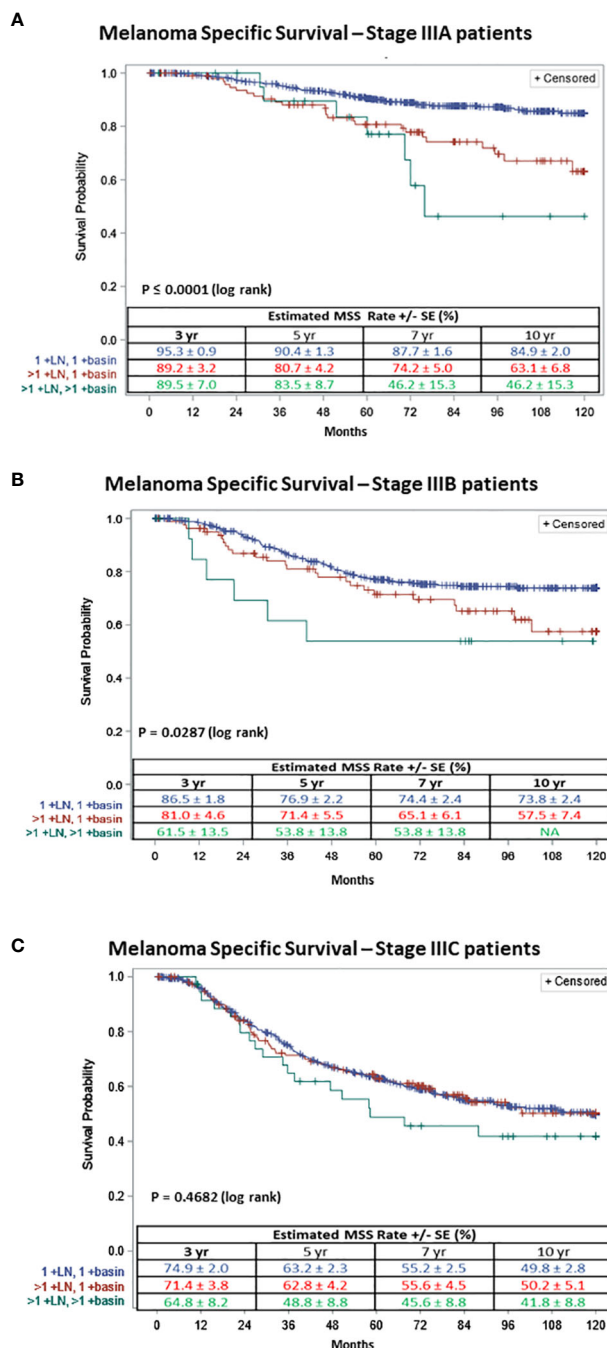 A
Melanoma Specific Survival – Stage IIIA patients
+ Censored
1.0
0.8
0.6
0.4
0.2
0.0
Survival Probability
P ≤ 0.0001 (log rank)
Estimated MSS Rate +/- SE (%)
3 yr 5 yr 7 yr 10 yr
1 +LN, 1 +basin 95.3 ± 0.9 90.4 ± 1.3 87.7 ± 1.6 84.9 ± 2.0
>1 +LN, 1 +basin 89.2 ± 3.2 80.7 ± 4.2 74.2 ± 5.0 63.1 ± 6.8
>1 +LN, >1 +basin 89.5 ± 7.0 83.5 ± 8.7 46.2 ± 15.3 46.2 ± 15.3
0 12 24 36 48 60 72 84 96 108 120
Months
B
Melanoma Specific Survival – Stage IIIB patients
+ Censored
1.0
0.8
0.6
0.4
0.2
0.0
Survival Probability
P = 0.0287 (log rank)
Estimated MSS Rate +/- SE (%)
3 yr 5 yr 7 yr 10 yr
1 +LN, 1 +basin 86.5 ± 1.8 76.9 ± 2.2 74.4 ± 2.4 73.8 ± 2.4
>1 +LN, 1 +basin 81.0 ± 4.6 71.4 ± 5.5 65.1 ± 6.1 57.5 ± 7.4
>1 +LN, >1 +basin 61.5 ± 13.5 53.8 ± 13.8 53.8 ± 13.8 NA
0 12 24 36 48 60 72 84 96 108 120
Months
C
Melanoma Specific Survival – Stage IIIC patients
+ Censored
1.0
0.8
0.6
0.4
0.2
0.0
Survival Probability
P = 0.4682 (log rank)
Estimated MSS Rate +/- SE (%)
3 yr 5 yr 7 yr 10 yr
1 +LN, 1 +basin 74.9 ± 2.0 63.2 ± 2.3 55.2 ± 2.5 49.8 ± 2.8
>1 +LN, 1 +basin 71.4 ± 3.8 62.8 ± 4.2 55.6 ± 4.5 50.2 ± 5.1
>1 +LN, >1 +basin 64.8 ± 8.2 48.8 ± 8.8 45.6 ± 8.8 41.8 ± 8.8
0 12 24 36 48 60 72 84 96 108 120
Months